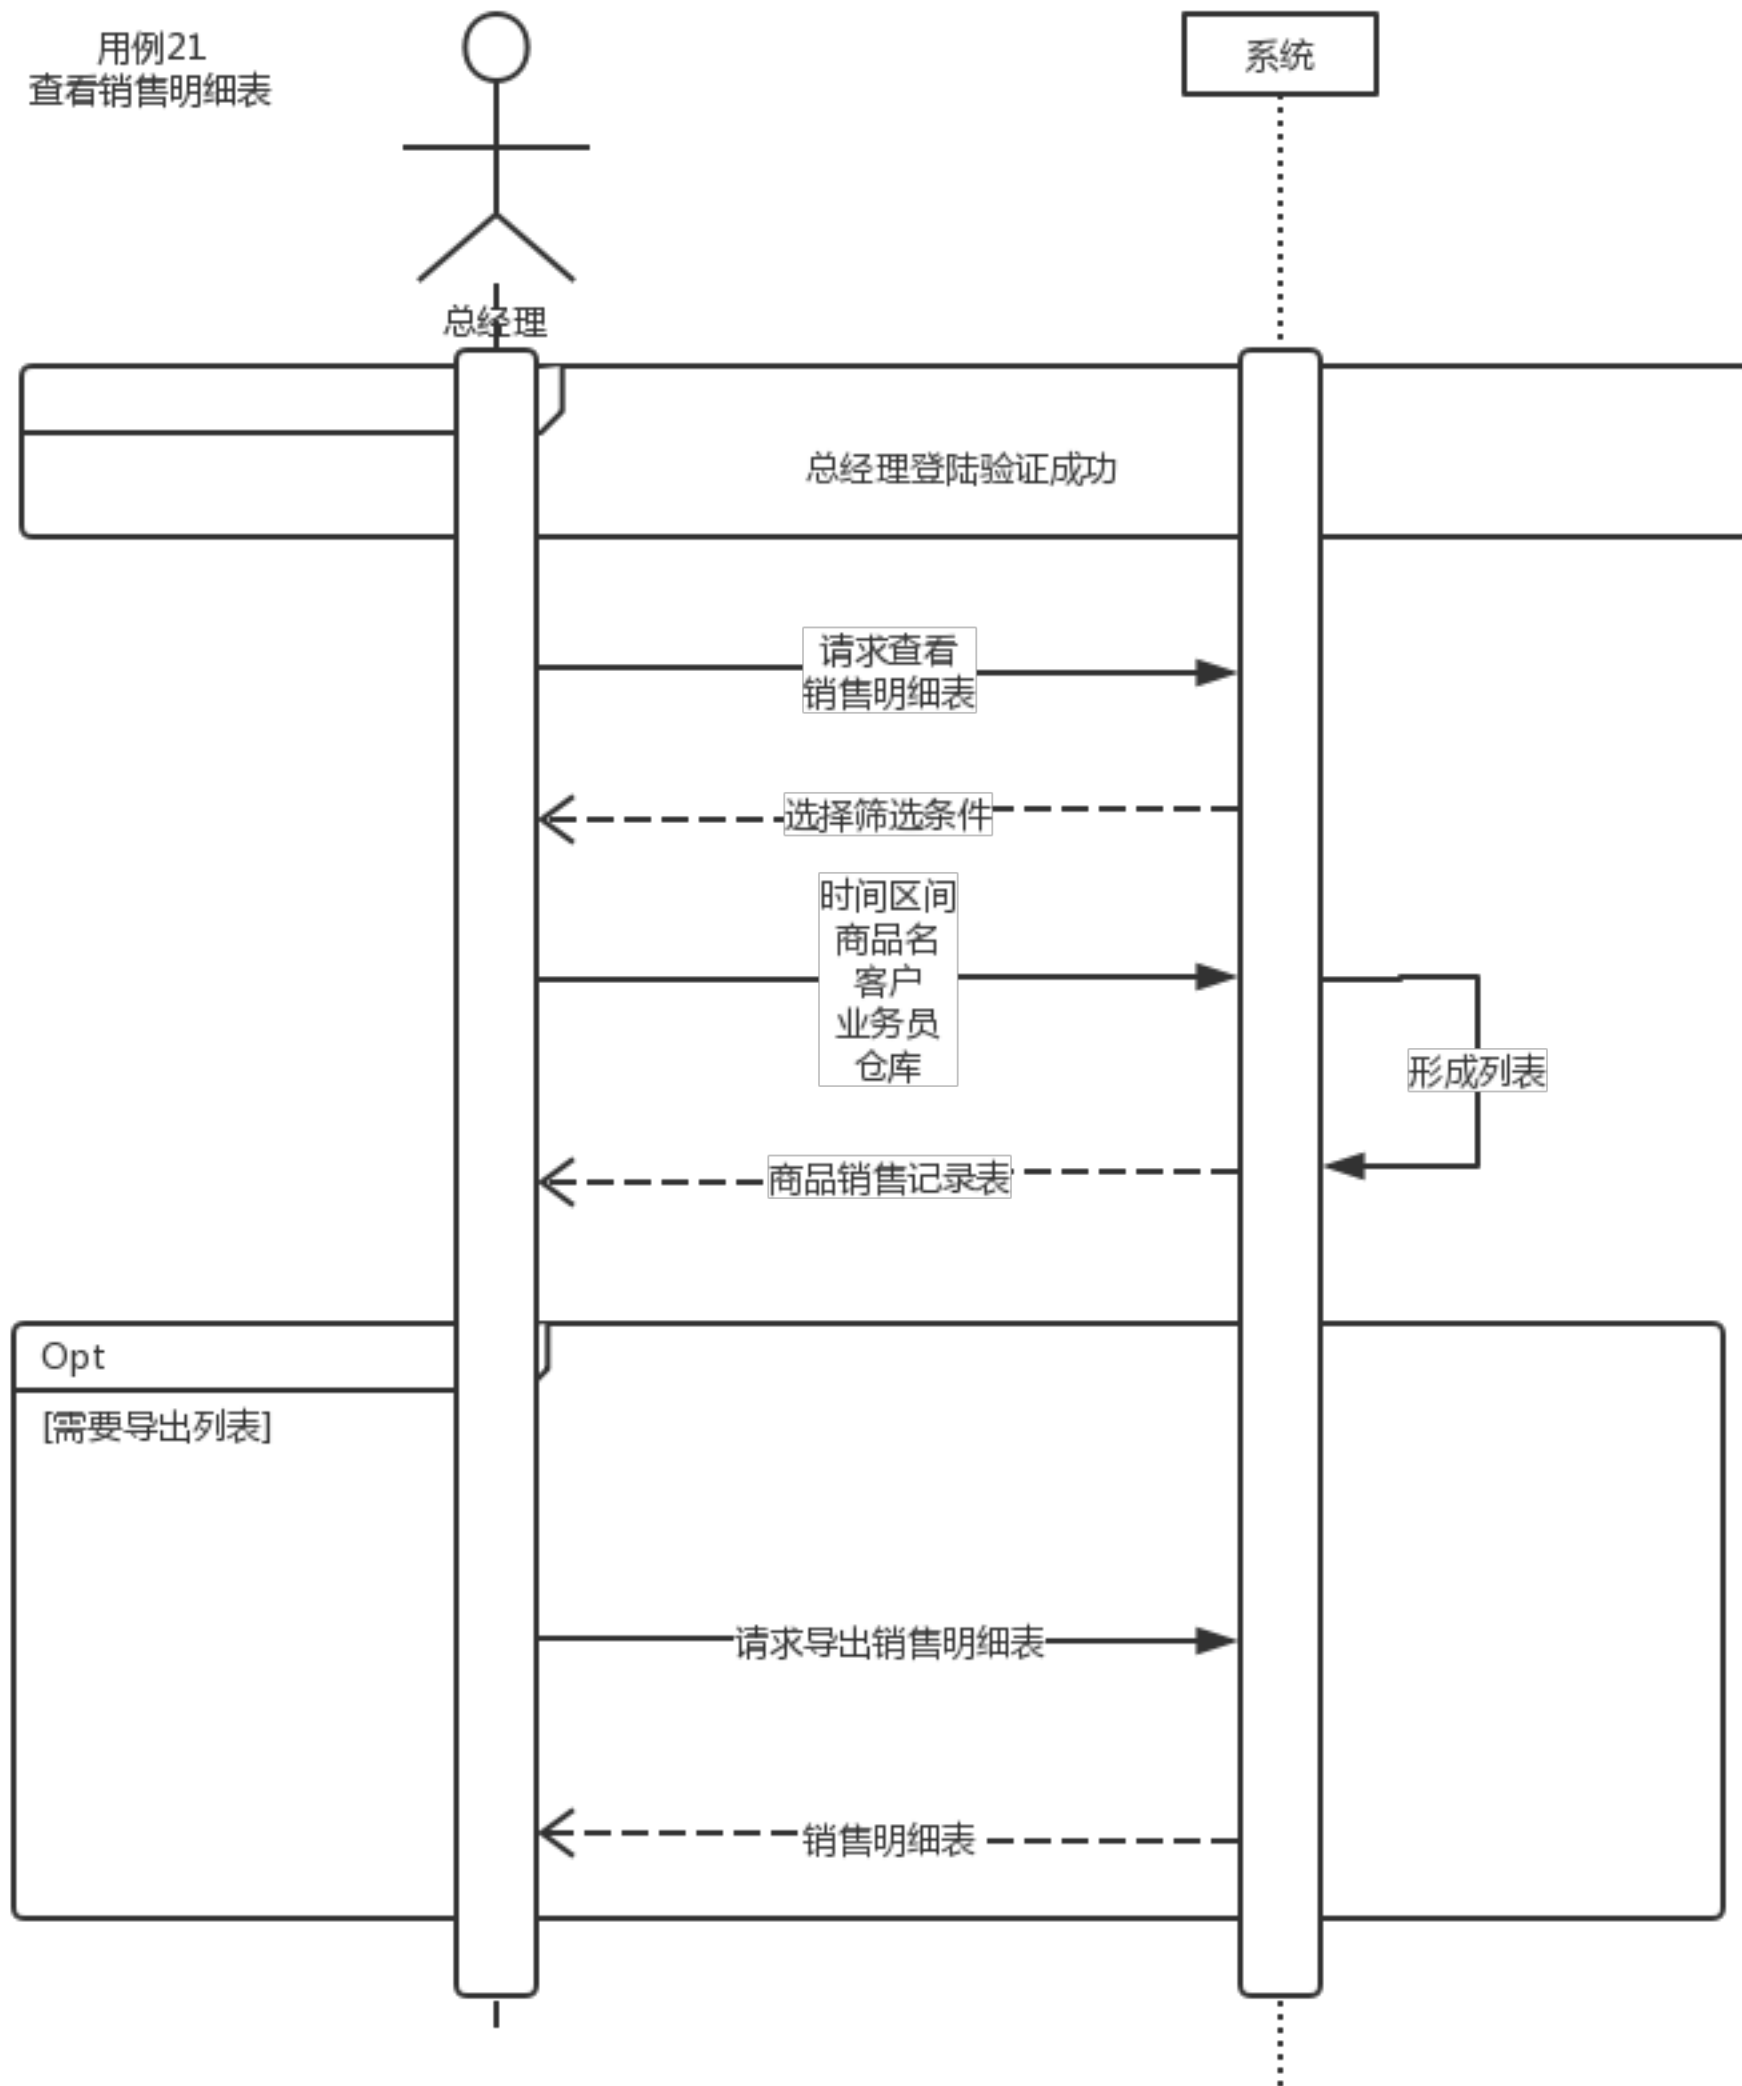 用例21
查看销售明细表
系统
总经理
总经理登陆验证成功
请求查看
销售明细表
选择筛选条件
时间区间
商品名
客户
业务员
仓库
形成列表
商品销售记录表
Opt
[需要导出列表]
请求导出销售明细表
销售明细表